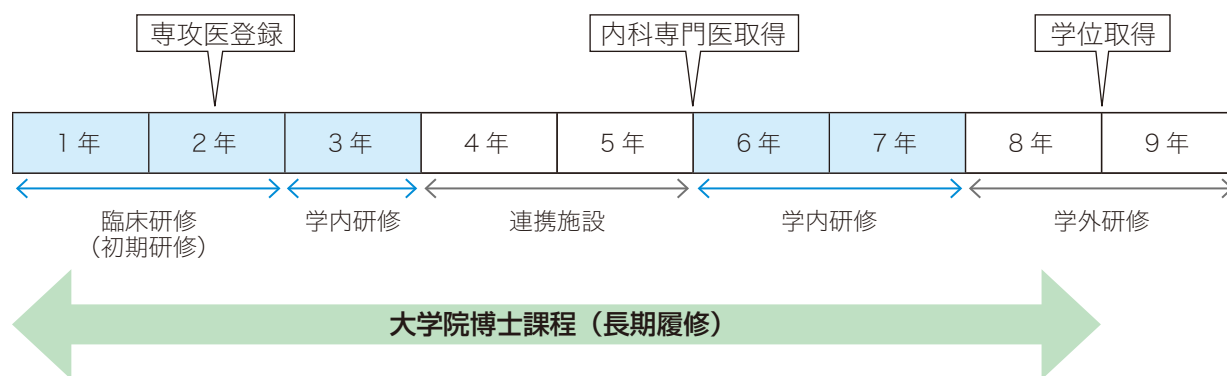 専攻医登録
内科専門医取得
学位取得
1年
2年
3年
4年
5年
6年
7年
8年
9年
臨床研修
(初期研修)
学内研修
連携施設
学内研修
学外研修
大学院博士課程(長期履修)